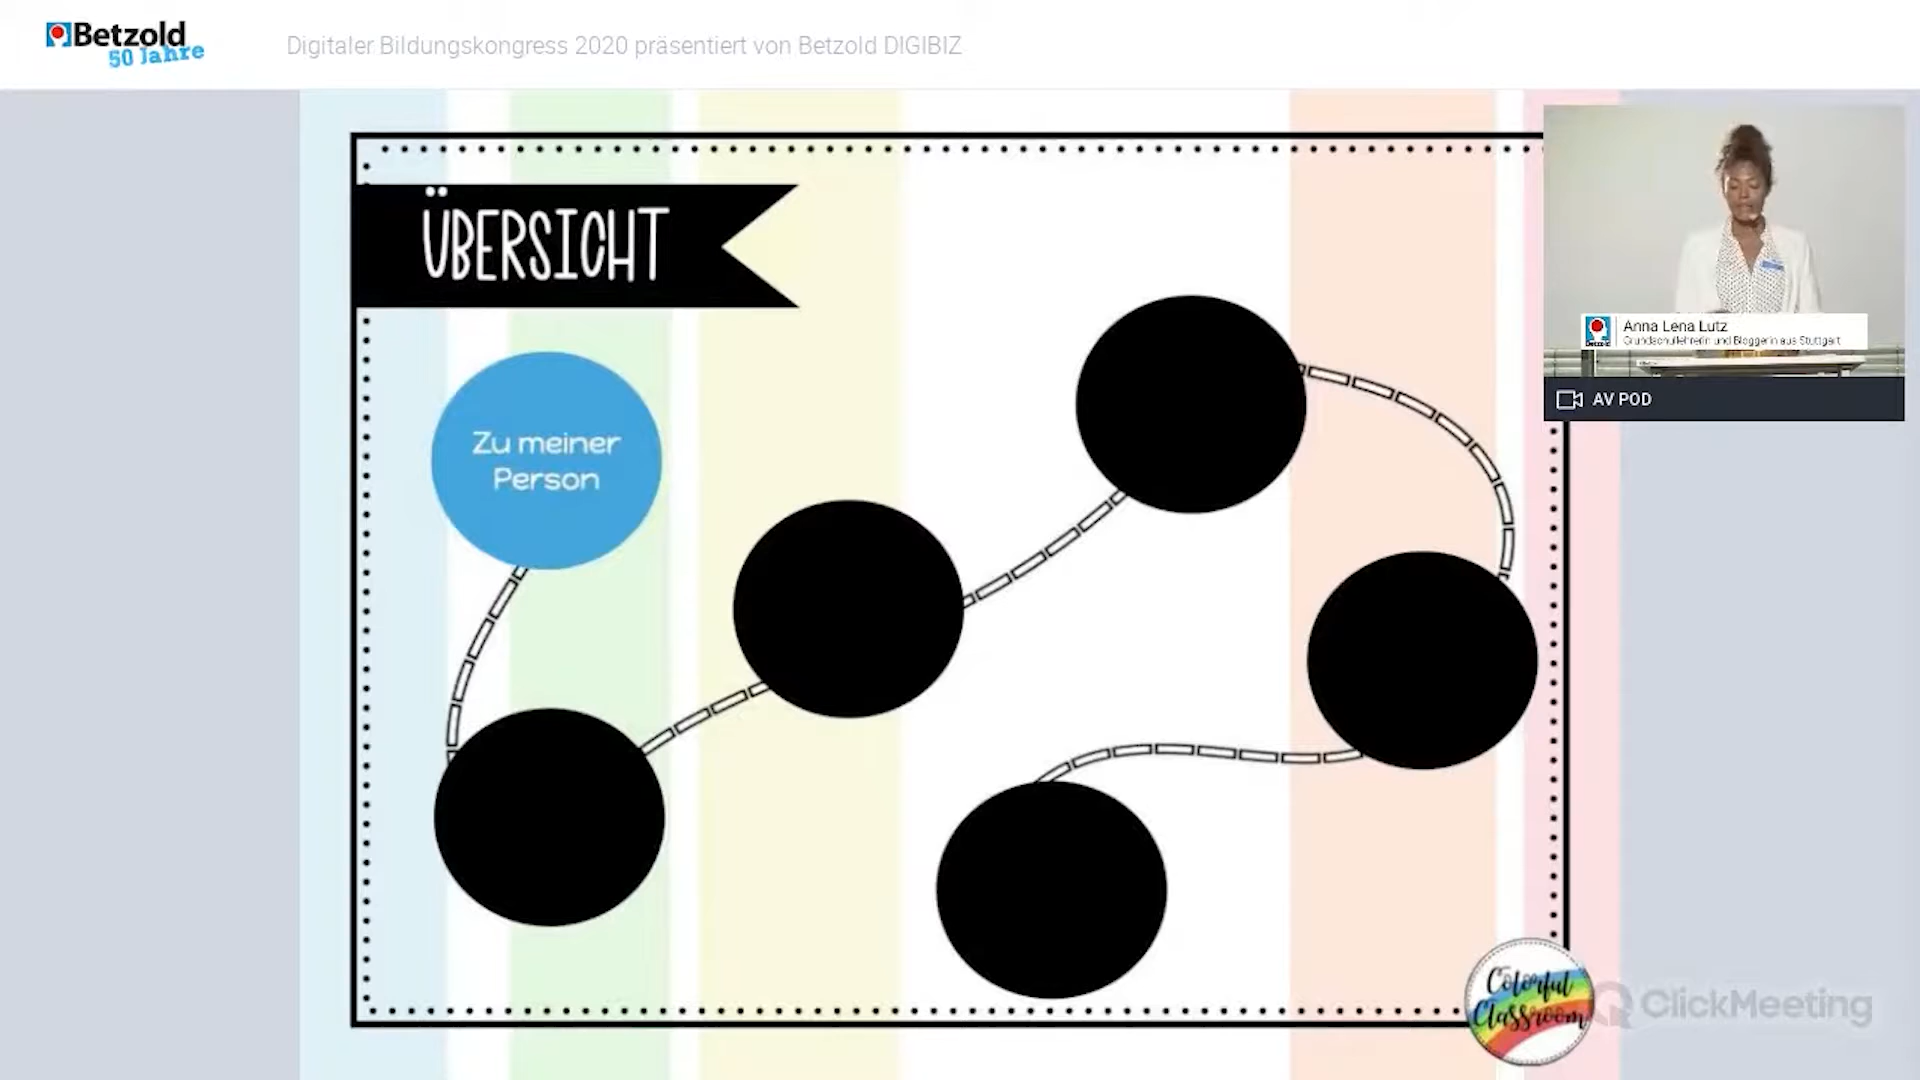 Betzold
50 Jahre
Digitaler Bildungskongress 2020 präsentiert von Betzold DIGIBIZ
ÜBERSICHT
Zu meiner
Person
Anna Lena Lutz
Grundschullehrerin und Bloggerin aus Stuttgart
AV POD
Colorful
Classroom
ClickMeeting